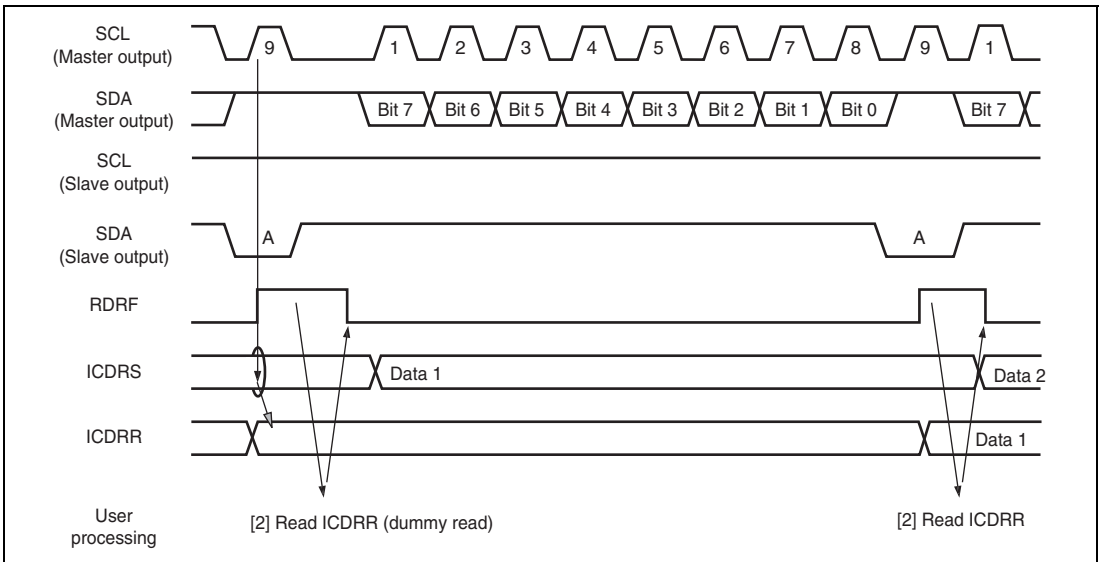 SCL
(Master output)
9 1 2 3 4 5 6 7 8 9 1
SDA
(Master output)
Bit 7 Bit 6 Bit 5 Bit 4 Bit 3 Bit 2 Bit 1 Bit 0 Bit 7
SCL
(Slave output)
SDA
(Slave output)
A A
RDRF
ICDRS
Data 1 Data 2
ICDRR
Data 1
User
processing
[2] Read ICDRR (dummy read) [2] Read ICDRR